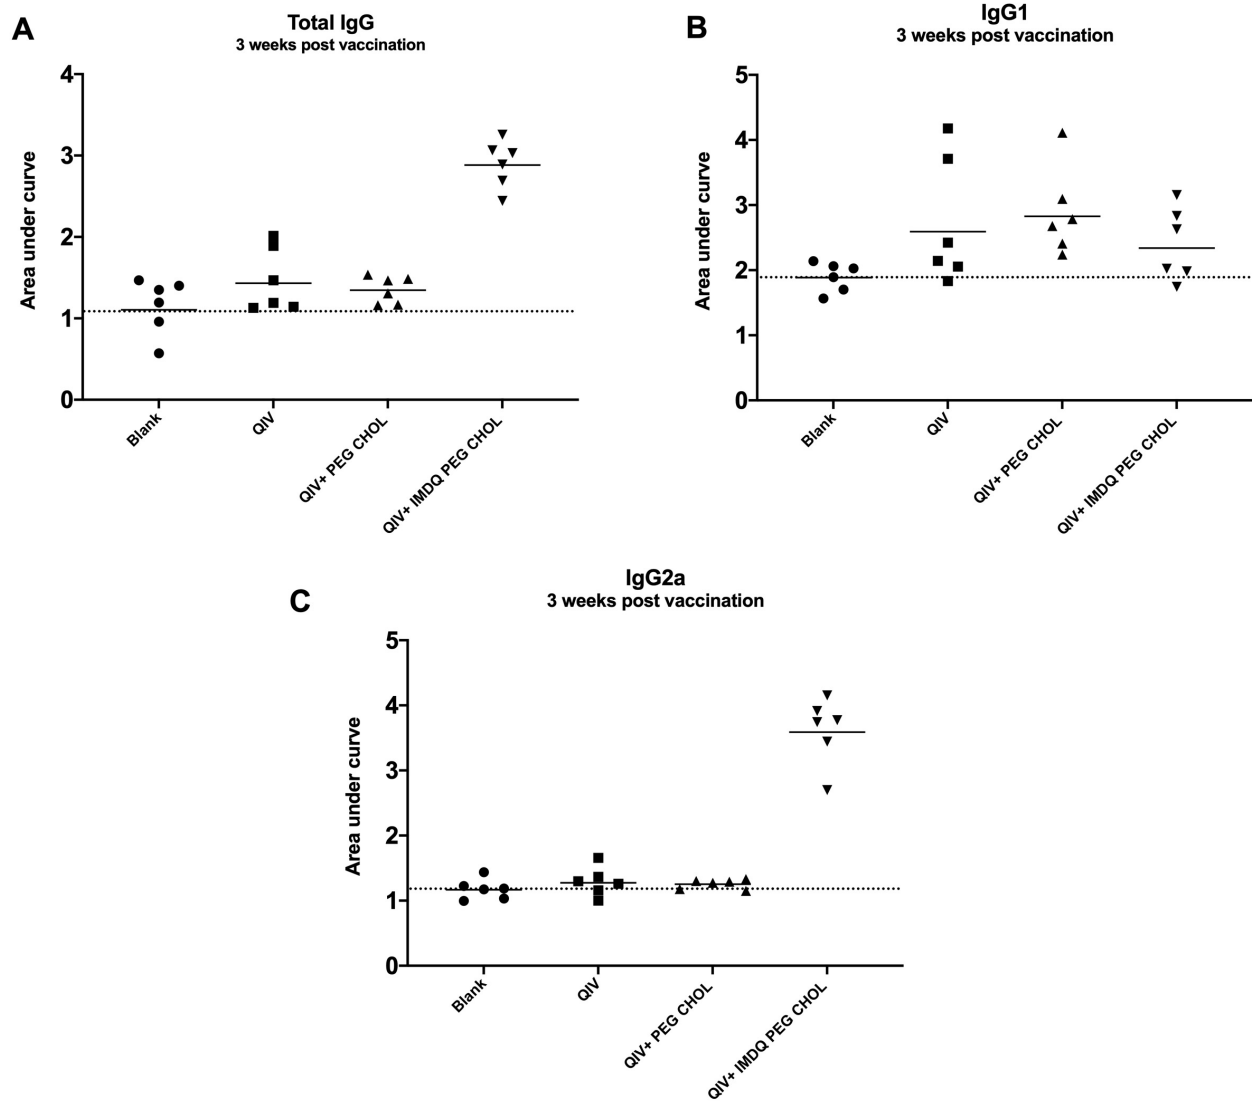 A
Total IgG
3 weeks post vaccination
Area under curve
4
3
2
1
0
Blank
QIV
QIV+ PEG CHOL
QIV+ IMDQ PEG CHOL
B
IgG1
3 weeks post vaccination
Area under curve
5
4
3
2
1
0
Blank
QIV
QIV+ PEG CHOL
QIV+ IMDQ PEG CHOL
C
IgG2a
3 weeks post vaccination
Area under curve
5
4
3
2
1
0
Blank
QIV
QIV+ PEG CHOL
QIV+ IMDQ PEG CHOL